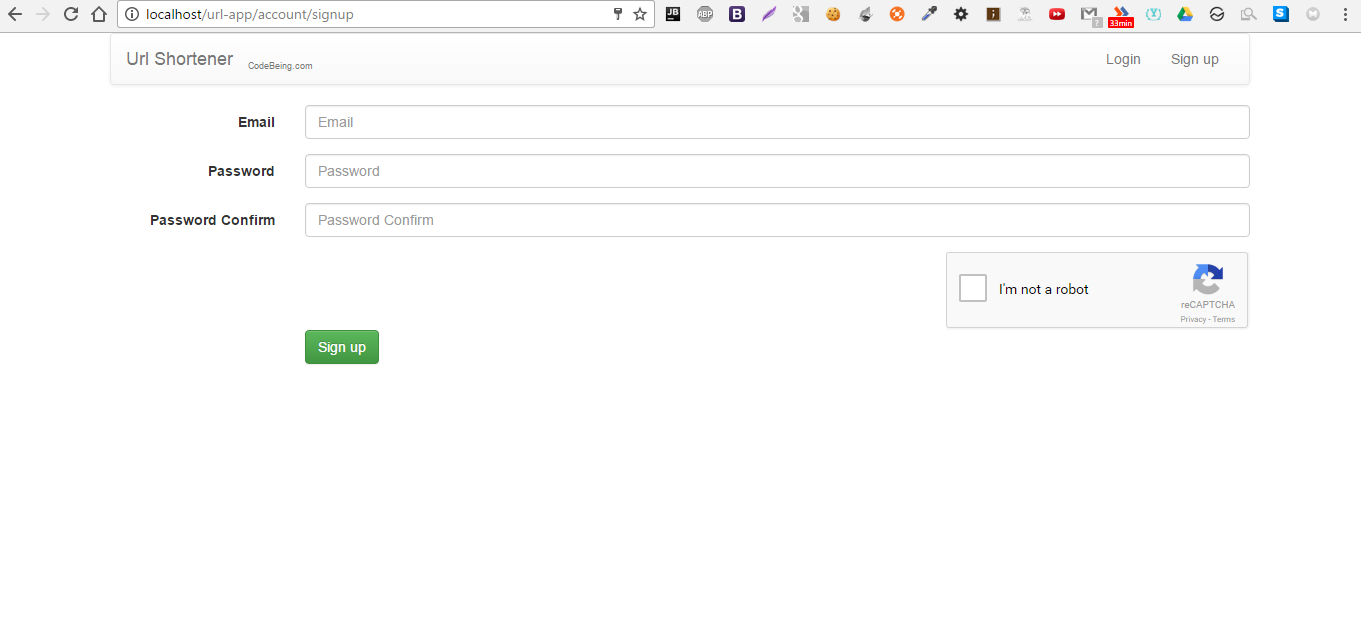 localhost/url-app/account/signup
JB
ABP
B
33min
S
Url Shortener CodeBeing.com Login Sign up
Email Email
Password Password
Password Confirm Password Confirm
I'm not a robot
reCAPTCHA
Privacy - Terms
Sign up